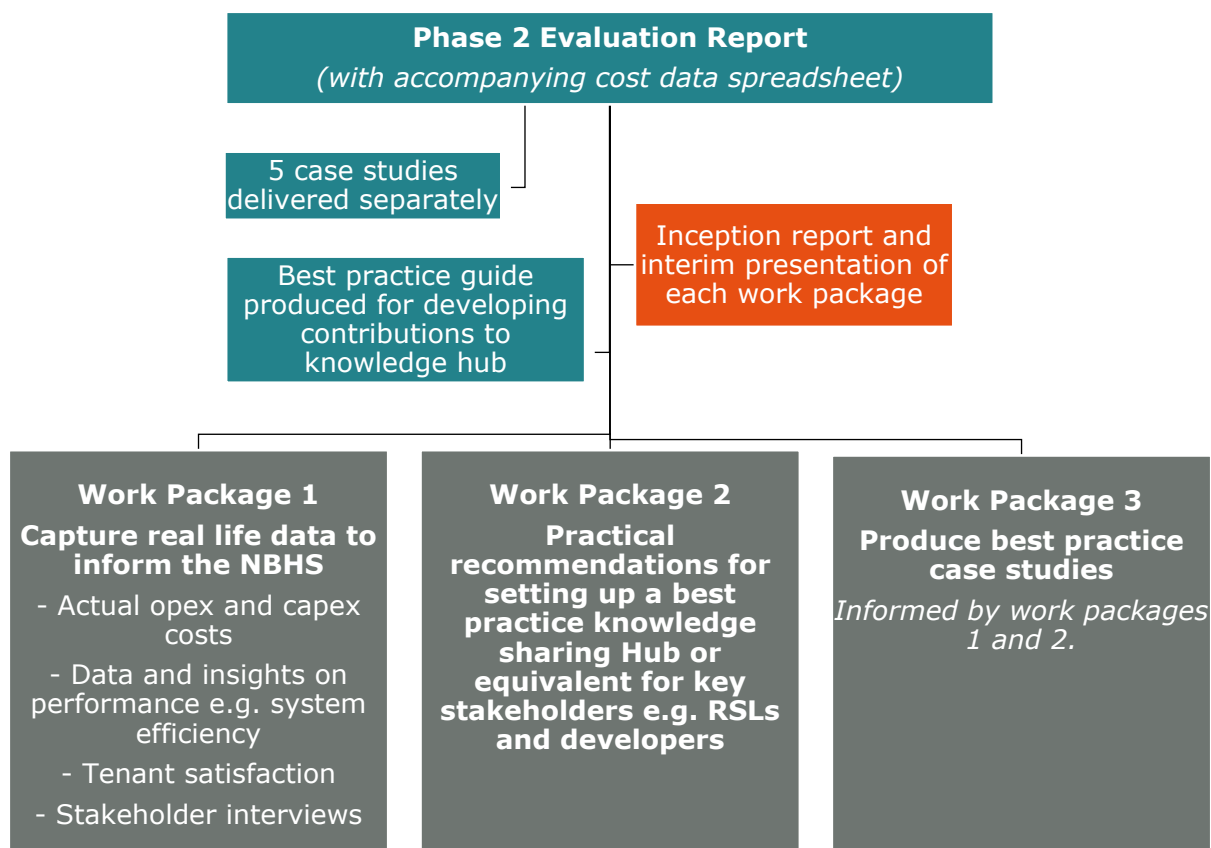 Phase 2 Evaluation Report
(with accompanying cost data spreadsheet)
5 case studies
delivered separately
Inception report and
interim presentation of
each work package
Best practice guide
produced for developing
contributions to
knowledge hub
Work Package 1
Capture real life data to
inform the NBHS
- Actual opex and capex
costs
- Data and insights on
performance e.g. system
efficiency
- Tenant satisfaction
- Stakeholder interviews
Work Package 2
Practical
recommendations for
setting up a best
practice knowledge
sharing Hub or
equivalent for key
stakeholders e.g. RSLs
and developers
Work Package 3
Produce best practice
case studies
Informed by work packages
1 and 2.